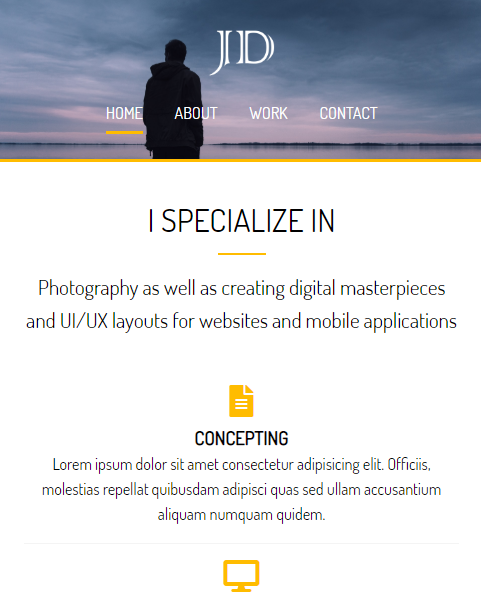 JD
HOME ABOUT WORK CONTACT
I SPECIALIZE IN
Photography as well as creating digital masterpieces
and UI/UX layouts for websites and mobile applications
CONCEPTING
Lorem ipsum dolor sit amet consectetur adipisicing elit. Officiis,
molestias repellat quibusdam adipisci quas sed ullam accusantium
aliquam numquam quidem.